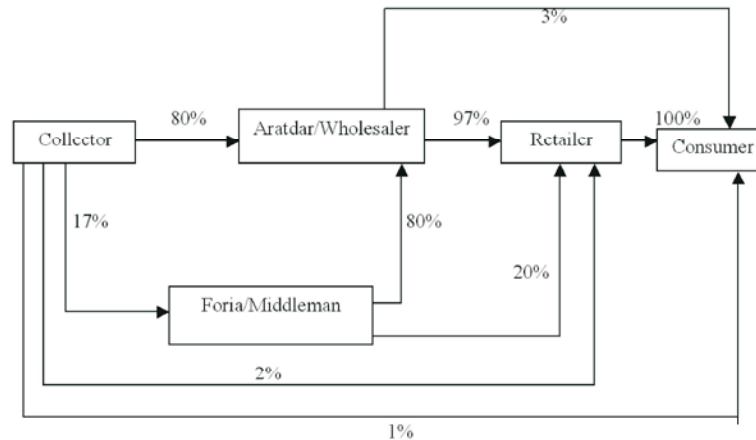 3%
80%
97%
100%
Collector
Aratdar/Wholesaler
Retailer
Consumer
17%
80%
20%
Foria/Middleman
2%
1%